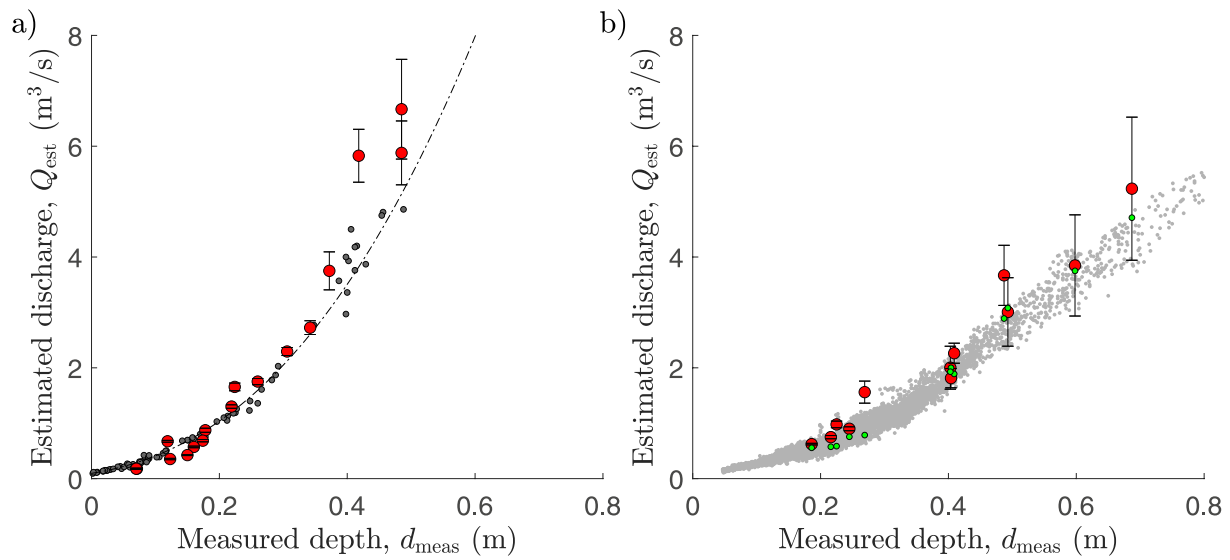 a)
8
6
4
2
0
Estimated discharge, Q_est (m³/s)
0 0.2 0.4 0.6 0.8
Measured depth, d_meas (m)
b)
8
6
4
2
0
Estimated discharge, Q_est (m³/s)
0 0.2 0.4 0.6 0.8
Measured depth, d_meas (m)